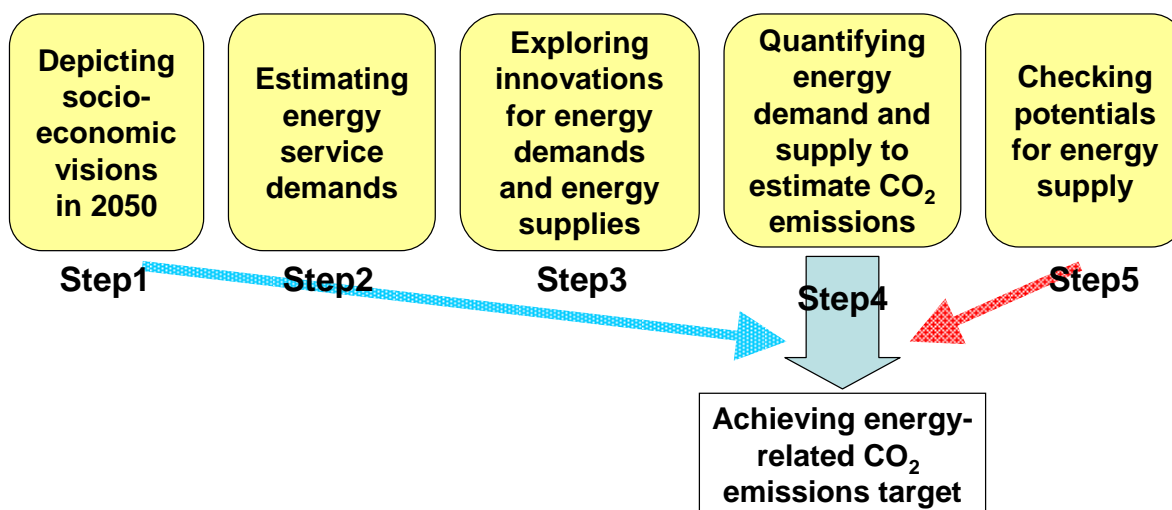 Depicting
socio-
economic
visions
in 2050
Estimating
energy
service
demands
Exploring
innovations
for energy
demands
and energy
supplies
Quantifying
energy
demand and
supply to
estimate CO₂
emissions
Checking
potentials
for energy
supply
Step1
Step2
Step3
Step4
Step5
Achieving energy-
related CO₂
emissions target